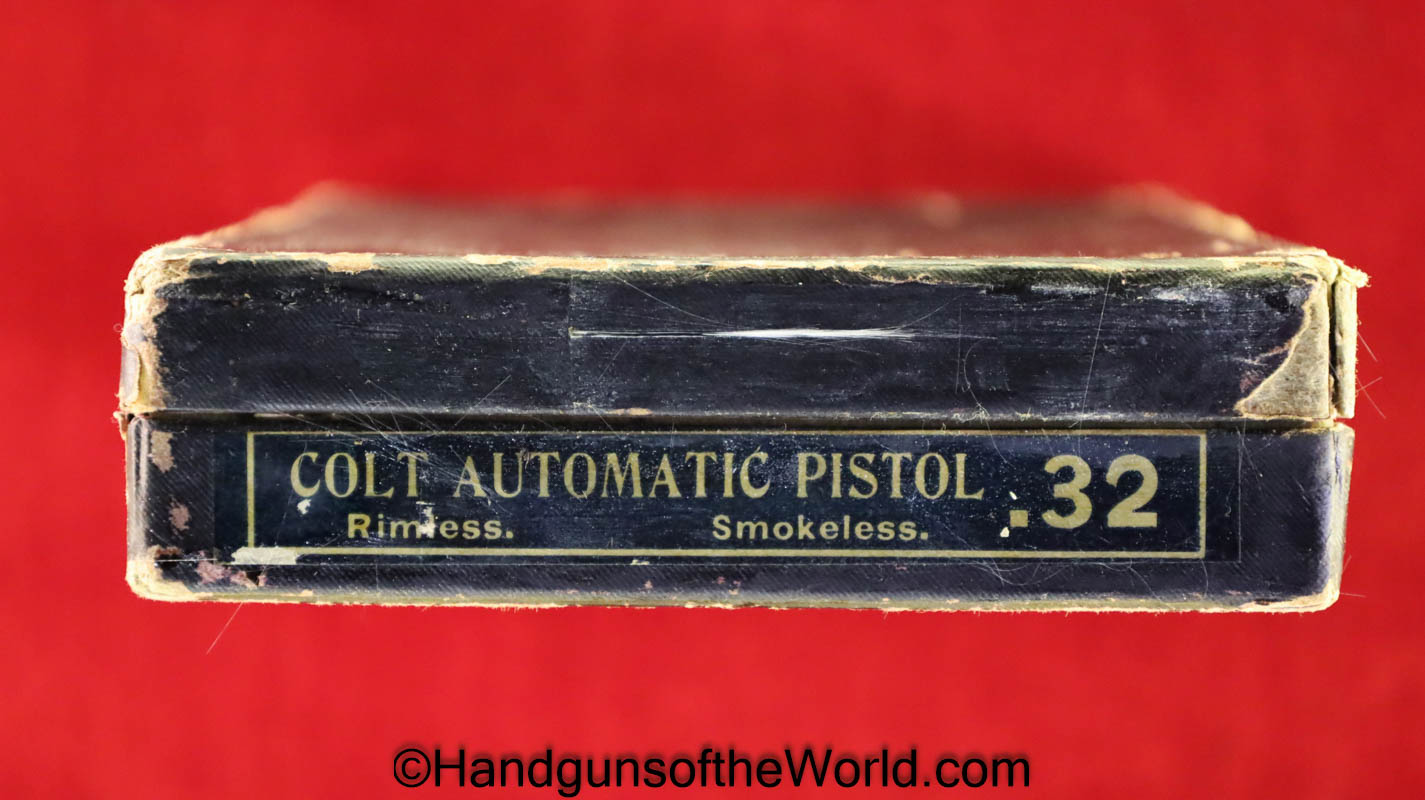 COLT AUTOMATIC PISTOL .32
Rimless. Smokeless.
©HandgunsoftheWorld.com